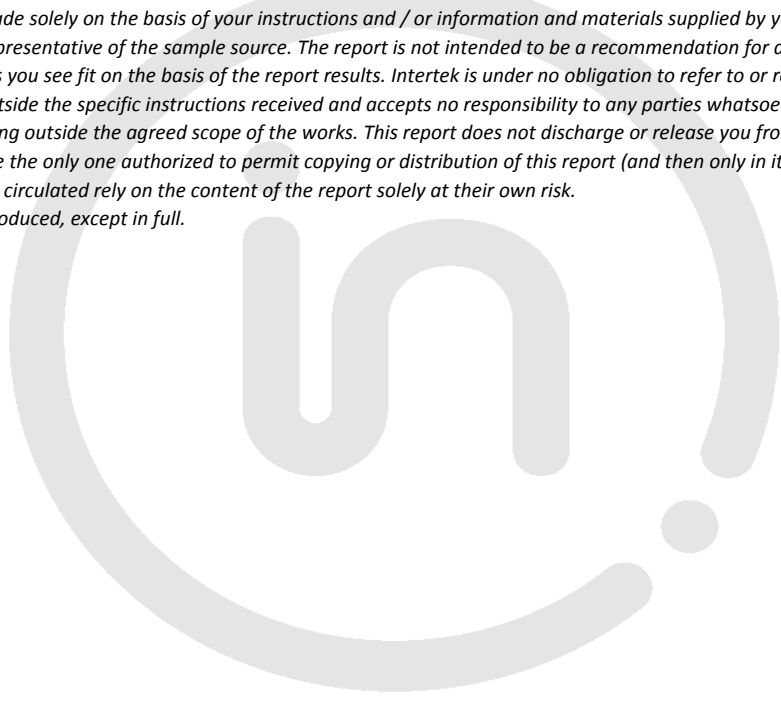 de solely on the basis of your instructions and / or information and materials supplied by y
presentative of the sample source. The report is not intended to be a recommendation for a
s you see fit on the basis of the report results. Intertek is under no obligation to refer to or r
tside the specific instructions received and accepts no responsibility to any parties whatsoe
ng outside the agreed scope of the works. This report does not discharge or release you fro
e the only one authorized to permit copying or distribution of this report (and then only in it
circulated rely on the content of the report solely at their own risk.
oduced, except in full.
in